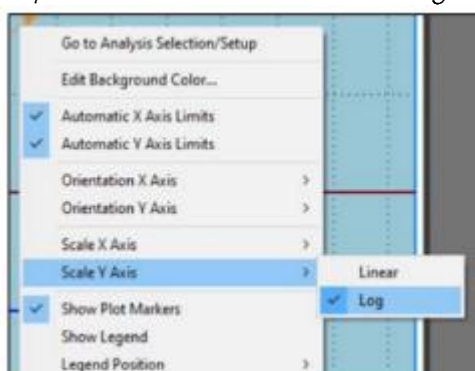 Go to Analysis Selection/Setup
Edit Background Color...
Automatic X Axis Limits
Automatic Y Axis Limits
Orientation X Axis
Orientation Y Axis
Scale X Axis
Scale Y Axis
Linear
Log
Show Plot Markers
Show Legend
Legend Position